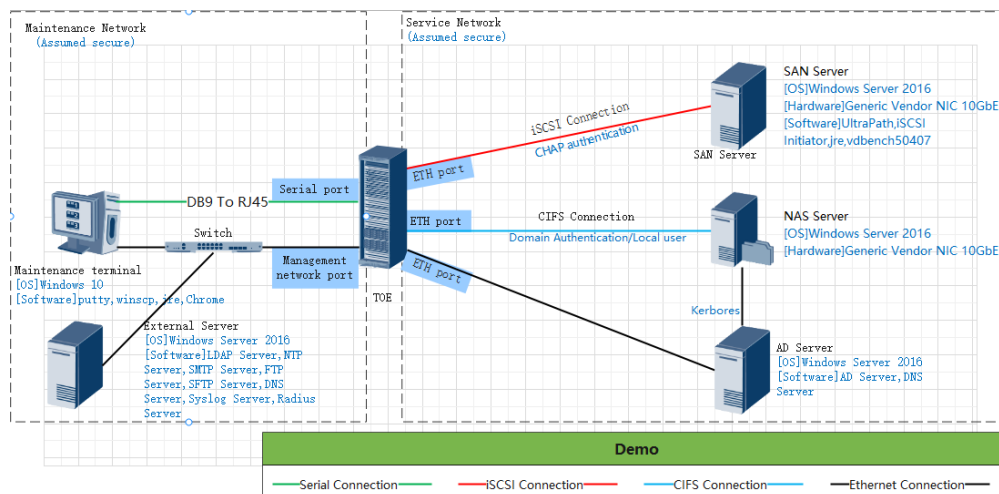 Maintenance Network
(Assumed secure)
Service Network
(Assumed secure)
SAN Server
[OS]Windows Server 2016
[Hardware]Generic Vendor NIC 10GbE
[Software]UltraPath,iSCSI
Initiator,jre,vdbench50407
SAN Server
iSCSI Connection
CHAP authentication
ETH port
Serial port
DB9 To RJ45
ETH port
CIFS Connection
Domain Authentication/Local user
NAS Server
[OS]Windows Server 2016
[Hardware]Generic Vendor NIC 10GbE
Switch
Management
network port
ETH port
TOE
Maintenance terminal
[OS]Windows 10
[Software]putty,winscp,jre,Chrome
Kerbores
External Server
[OS]Windows Server 2016
[Software]LDAP Server,NTP
Server,SMTP Server,FTP
Server,SFTP Server,DNS
Server,Syslog Server,Radius
Server
AD Server
[OS]Windows Server 2016
[Software]AD Server,DNS
Server
Demo
Serial Connection
iSCSI Connection
CIFS Connection
Ethernet Connection